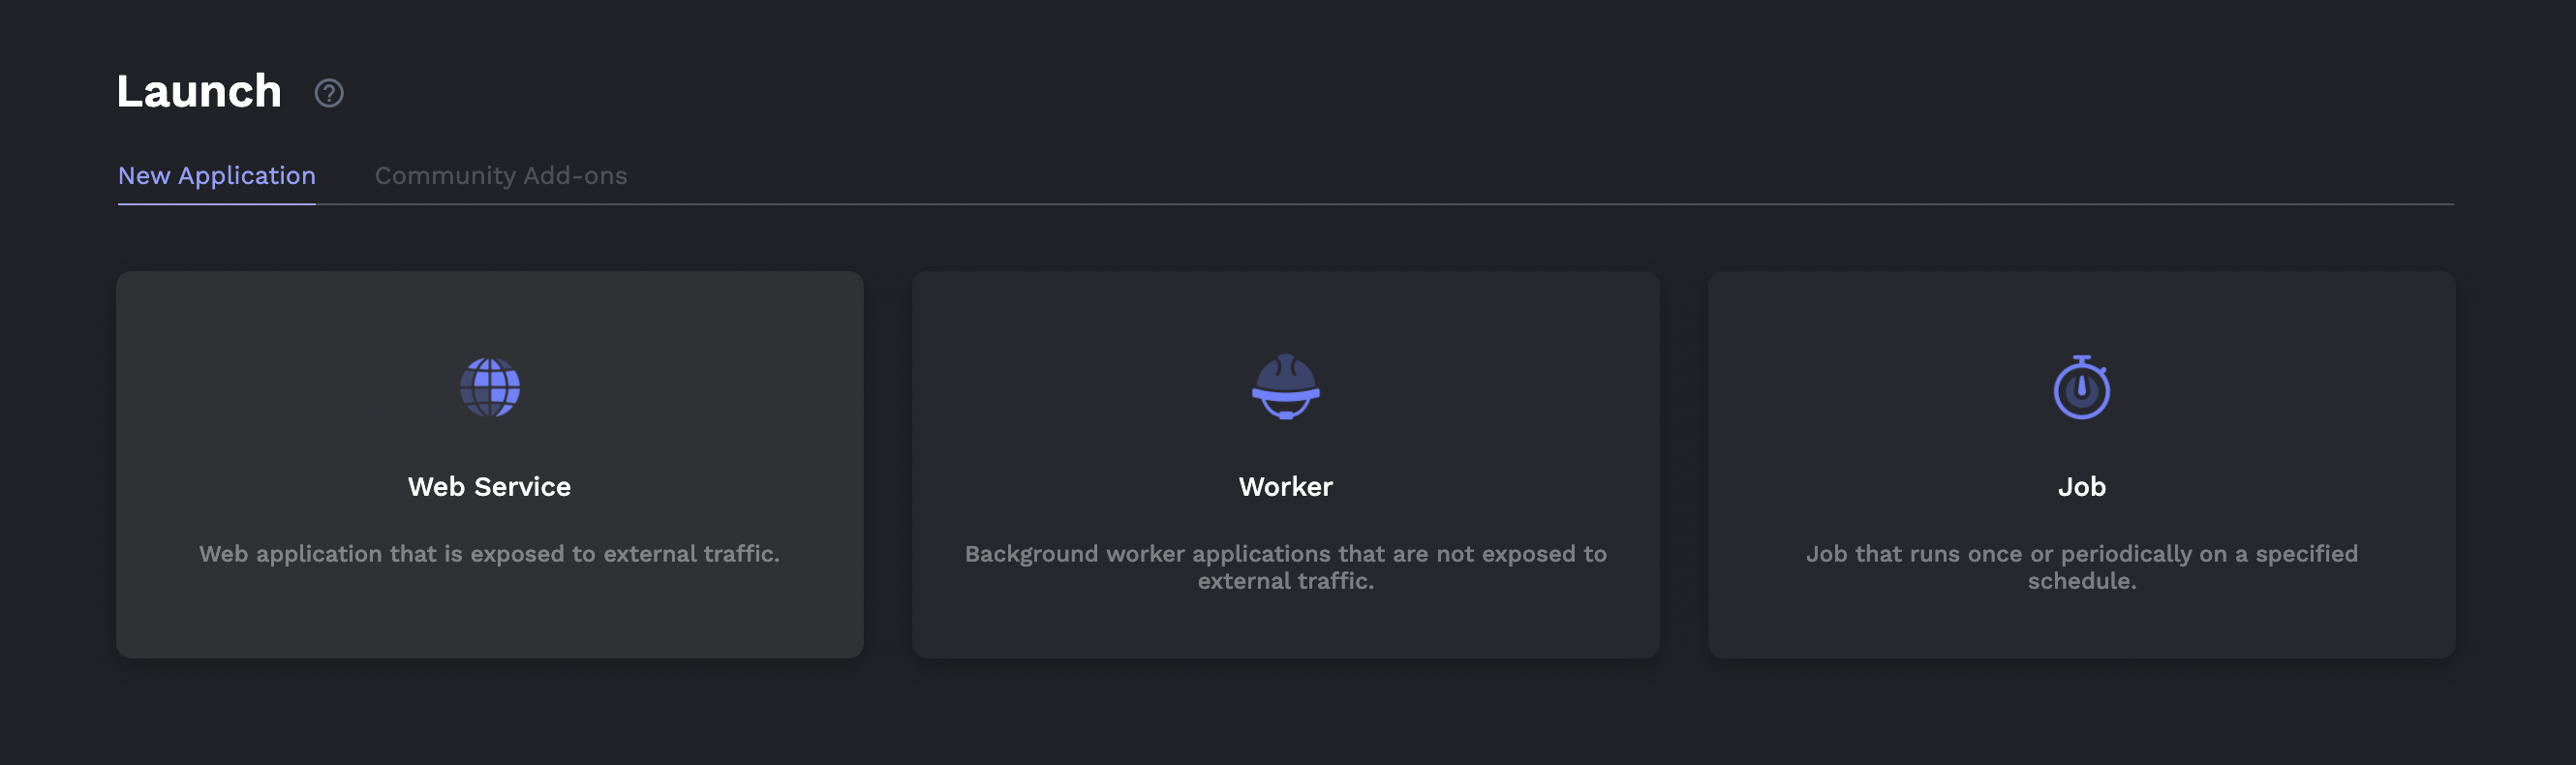 Launch
New Application
Community Add-ons
Web Service
Web application that is exposed to external traffic.
Worker
Background worker applications that are not exposed to
external traffic.
Job
Job that runs once or periodically on a specified
schedule.